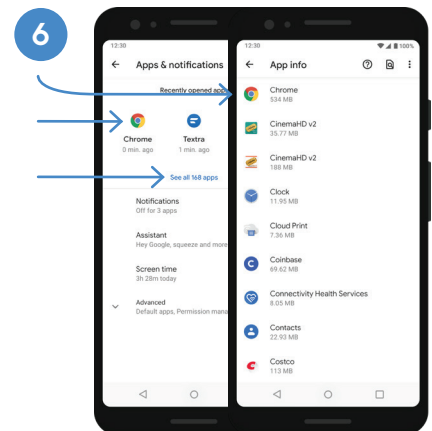 6
12:30
Apps & notifications
Recently opened app
Chrome
0 min. ago
Textra
1 min. ago
See all 168 apps
Notifications
Off for 3 apps
Assistant
Hey Google, squeeze and more
Screen time
3h 28m today
Advanced
Default apps, Permission mana
12:30
100%
App info
Chrome
534 MB
CinemaHD v2
35.77 MB
CinemaHD v2
188 MB
Clock
11.95 MB
Cloud Print
7.36 MB
Coinbase
69.62 MB
Connectivity Health Services
8.05 MB
Contacts
22.93 MB
Costco
113 MB